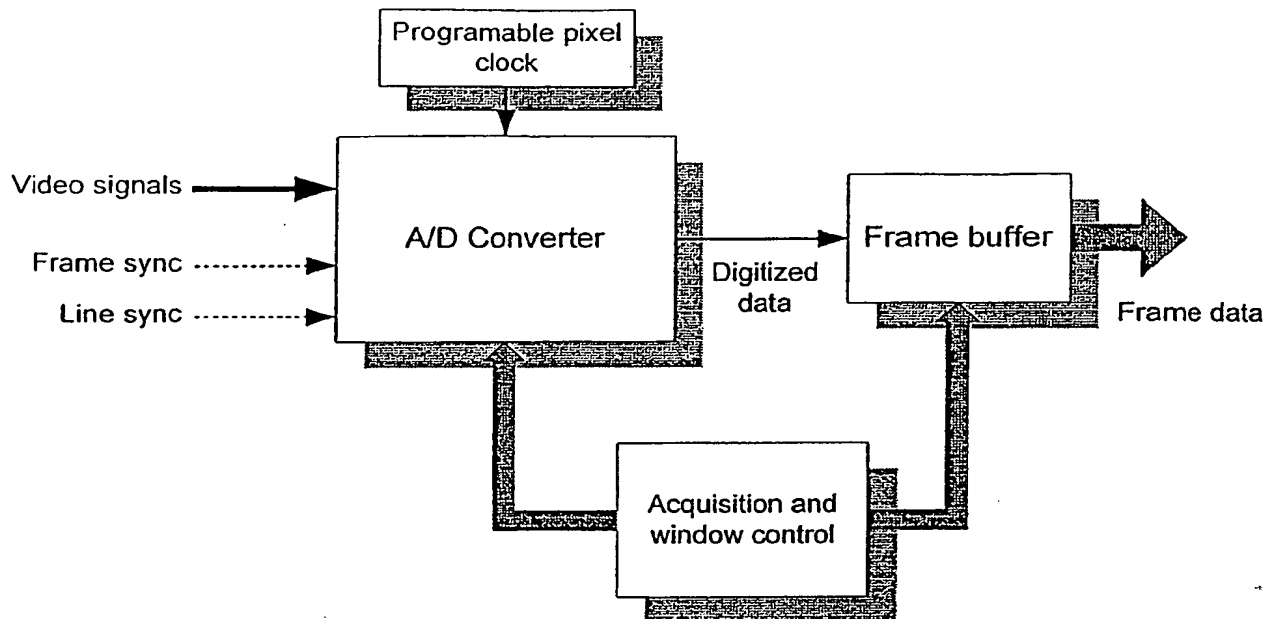 Programable pixel
clock
Video signals
A/D Converter
Frame buffer
Frame sync
Digitized
data
Line sync
Frame data
Acquisition and
window control